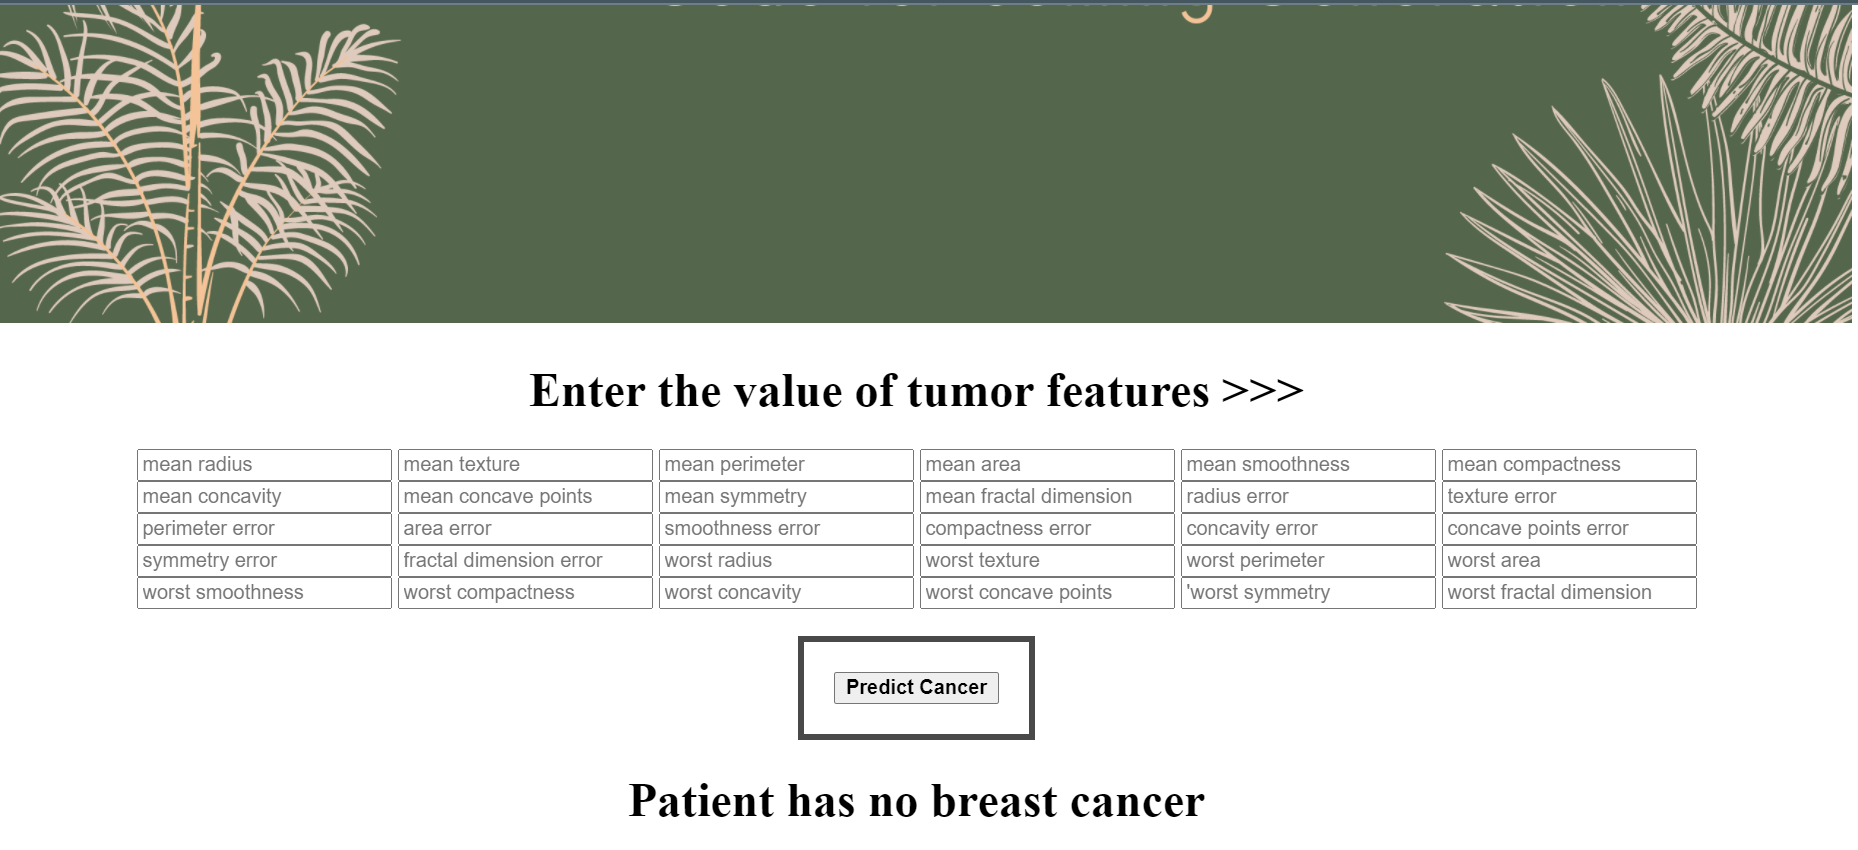 Enter the value of tumor features >>>
mean radius mean texture mean perimeter mean area mean smoothness mean compactness
mean concavity mean concave points mean symmetry mean fractal dimension radius error texture error
perimeter error area error smoothness error compactness error concavity error concave points error
symmetry error fractal dimension error worst radius worst texture worst perimeter worst area
worst smoothness worst compactness worst concavity worst concave points 'worst symmetry worst fractal dimension
Predict Cancer
Patient has no breast cancer